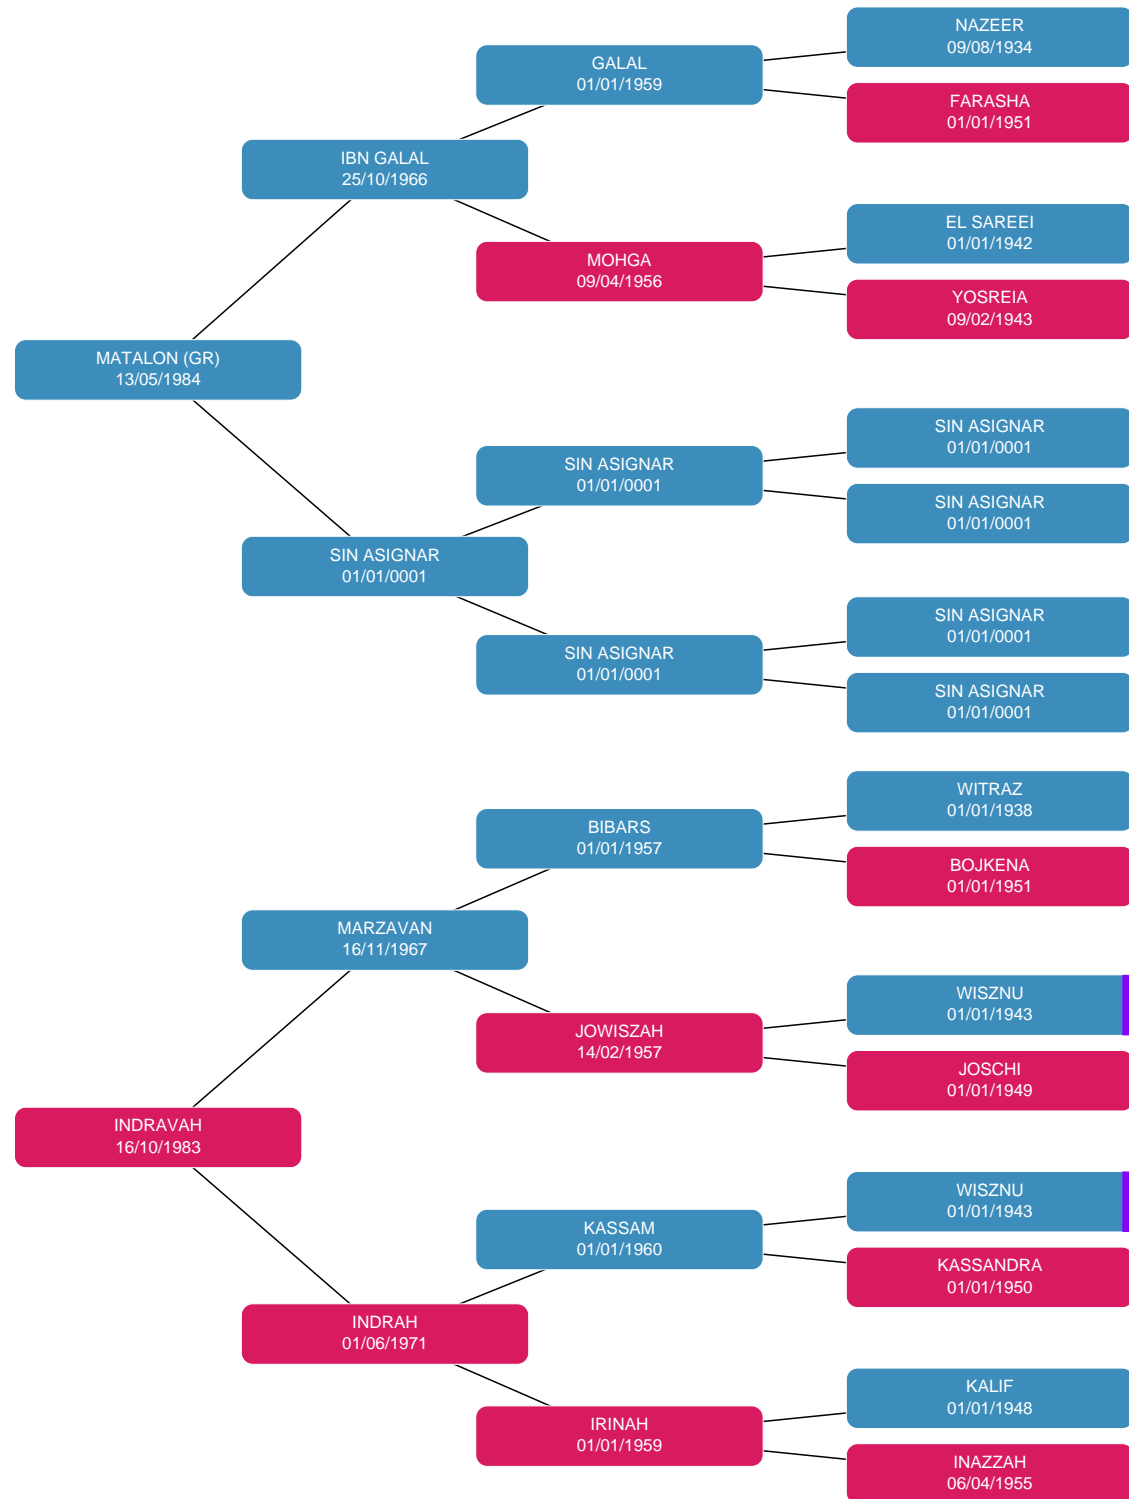 NAZEER
09/08/1934
GALAL
01/01/1959
FARASHA
01/01/1951
IBN GALAL
25/10/1966
EL SAREEI
01/01/1942
MOHGA
09/04/1956
YOSREIA
09/02/1943
MATALON (GR)
13/05/1984
SIN ASIGNAR
01/01/0001
SIN ASIGNAR
01/01/0001
SIN ASIGNAR
01/01/0001
SIN ASIGNAR
01/01/0001
SIN ASIGNAR
01/01/0001
SIN ASIGNAR
01/01/0001
SIN ASIGNAR
01/01/0001
WITRAZ
01/01/1938
BIBARS
01/01/1957
BOJKENA
01/01/1951
MARZAVAN
16/11/1967
WISZNU
01/01/1943
JOWISZAH
14/02/1957
JOSCHI
01/01/1949
INDRAVAH
16/10/1983
WISZNU
01/01/1943
KASSAM
01/01/1960
KASSANDRA
01/01/1950
INDRAH
01/06/1971
KALIF
01/01/1948
IRINAH
01/01/1959
INAZZAH
06/04/1955